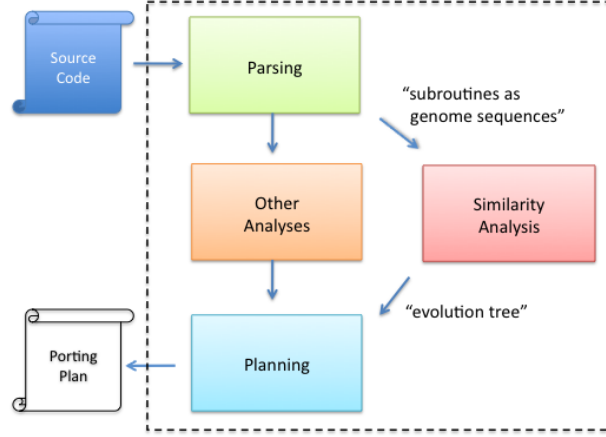 Source
Code
Parsing
“subroutines as
genome sequences”
Other
Analyses
Similarity
Analysis
“evolution tree”
Porting
Plan
Planning